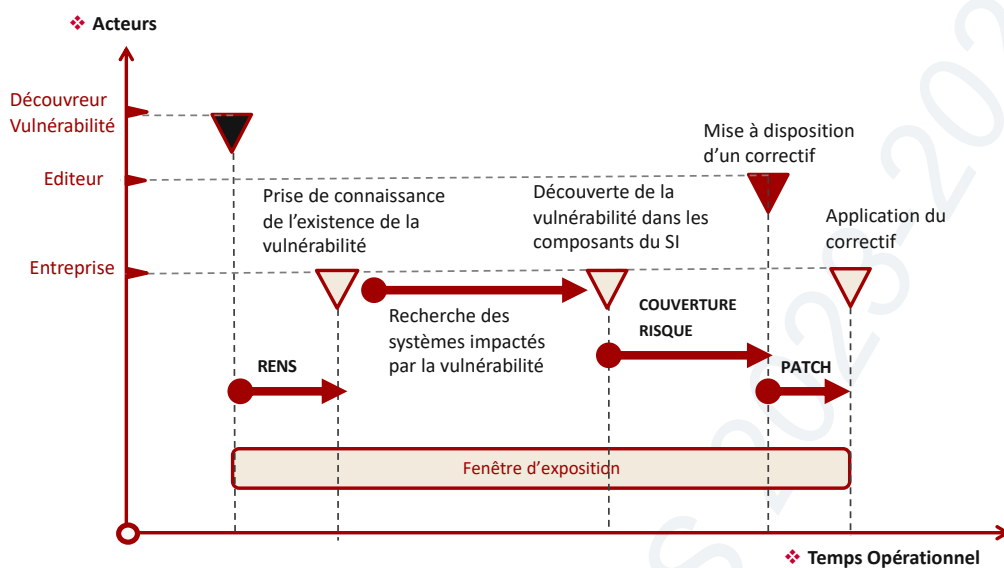 ❖ Acteurs
Découvreur
Vulnérabilité
Mise à disposition
d'un correctif
Editeur
Prise de connaissance
de l'existence de la
vulnérabilité
Découverte de la
vulnérabilité dans les
composants du SI
Application du
correctif
Entreprise
Recherche des
systèmes impactés
par la vulnérabilité
COUVERTURE
RISQUE
RENS
PATCH
Fenêtre d'exposition
❖ Temps Opérationnel